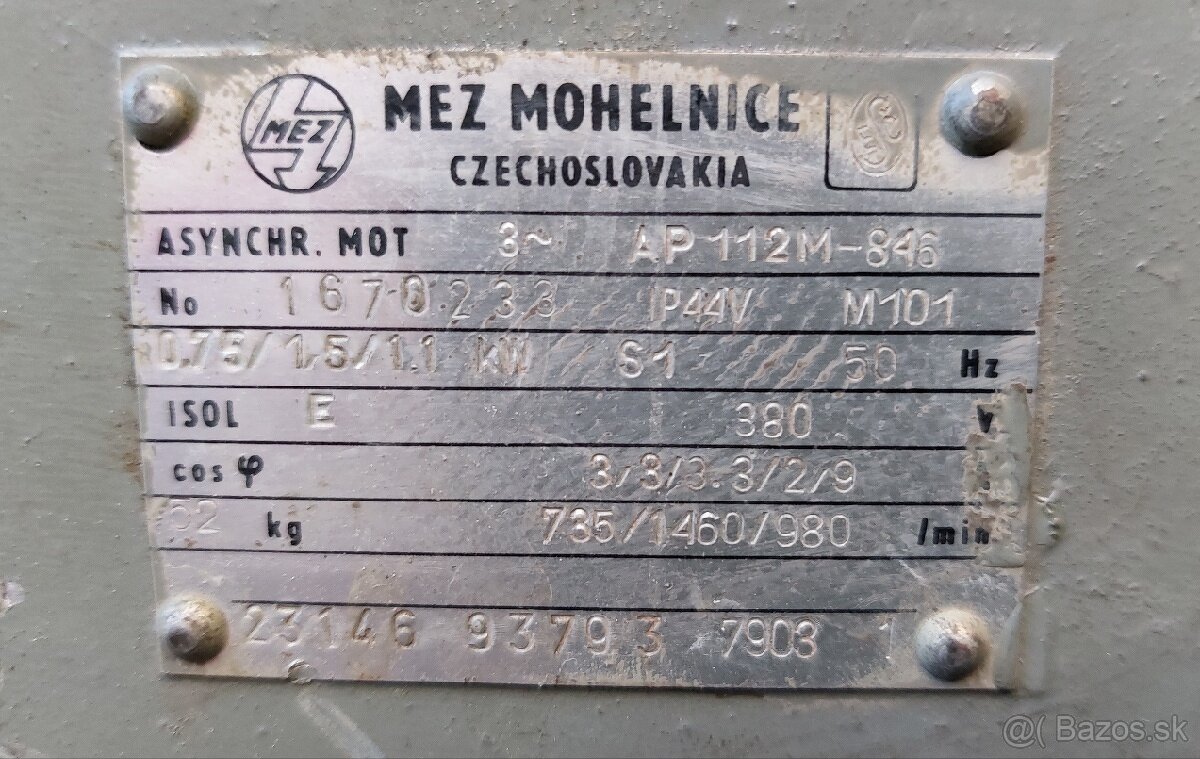 MEZ
MEZ MOHELNICE
CZECHOSLOVAKIA
ASYNCHR. MOT 3~ AP 112M-846
No 1670233 IP44V M101
0.75/1.5/1.1 kW S1 50 Hz
ISOL E 380 V
cos φ 3/3/3.3/2/9
62 kg 735/1460/980 /min
23146 93793 7903 1
@( Bazos.sk